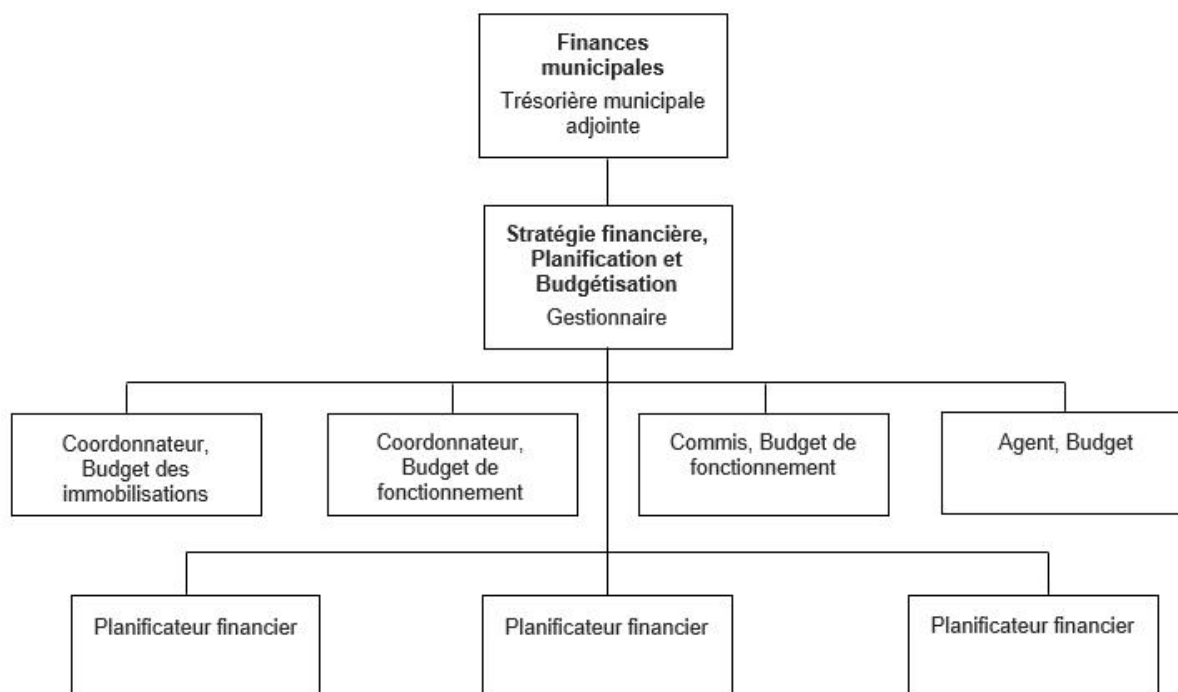 Finances
municipales
Trésorière municipale
adjointe
Stratégie financière,
Planification et
Budgétisation
Gestionnaire
Coordonnateur,
Budget des
immobilisations
Coordonnateur,
Budget de
fonctionnement
Commis, Budget de
fonctionnement
Agent, Budget
Planificateur financier
Planificateur financier
Planificateur financier